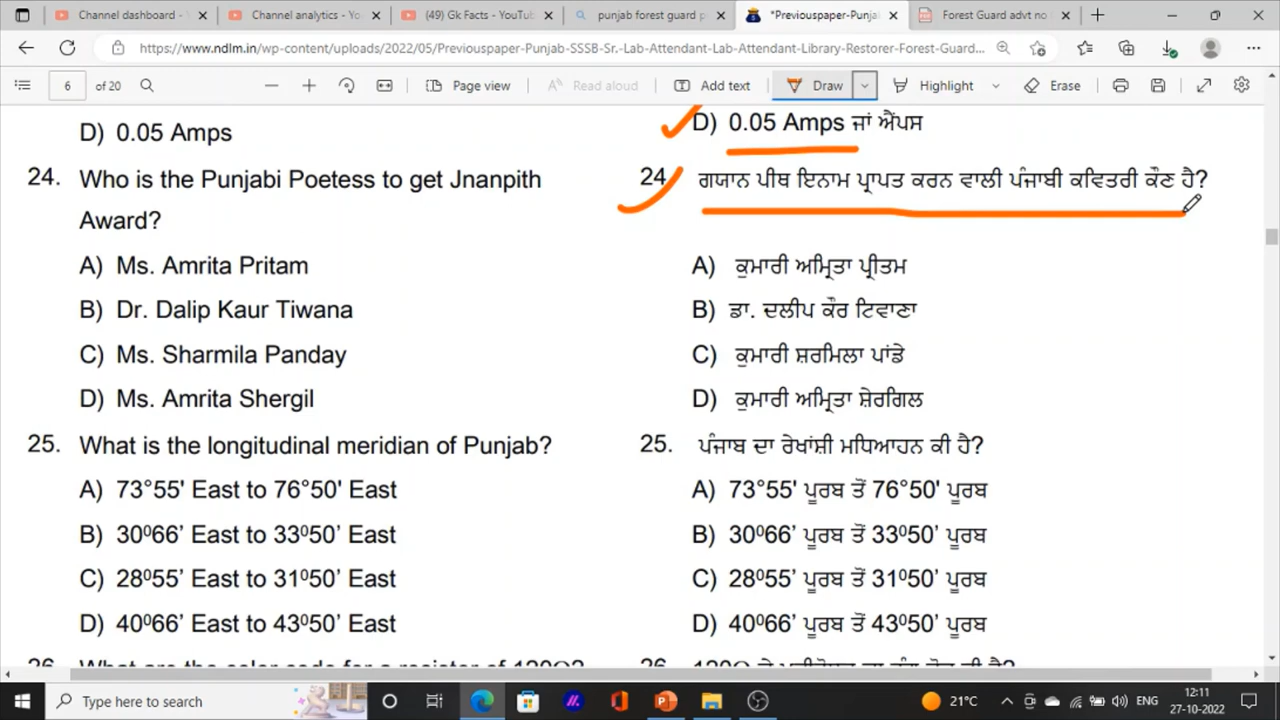 Channel dashboard -
Channel analytics - Yo
(49) Gk Facts - YouTub
punjab forest guard p
*Previouspaper-Punja
Forest Guard advt no
https://www.ndlm.in/wp-content/uploads/2022/05/Previouspaper-Punjab-SSSB-Sr.-Lab-Attendant-Lab-Attendant-Library-Restorer-Forest-Guard...
6 of 20
Page view
Read aloud
Add text
Draw
Highlight
Erase
D) 0.05 Amps
24. Who is the Punjabi Poetess to get Jnanpith
Award?
A) Ms. Amrita Pritam
B) Dr. Dalip Kaur Tiwana
C) Ms. Sharmila Panday
D) Ms. Amrita Shergil
25. What is the longitudinal meridian of Punjab?
A) 73°55' East to 76°50' East
B) 30⁰66’ East to 33⁰50’ East
C) 28⁰55’ East to 31⁰50’ East
D) 40⁰66’ East to 43⁰50’ East
D) 0.05 Amps ਜਾਂ ਐਂਪਸ
24 ਗਯਾਨ ਪੀਥ ਇਨਾਮ ਪ੍ਰਾਪਤ ਕਰਨ ਵਾਲੀ ਪੰਜਾਬੀ ਕਵਿਤਰੀ ਕੌਣ ਹੈ?
A) ਕੁਮਾਰੀ ਅਮ੍ਰਿਤਾ ਪ੍ਰੀਤਮ
B) ਡਾ. ਦਲੀਪ ਕੌਰ ਟਿਵਾਣਾ
C) ਕੁਮਾਰੀ ਸ਼ਰਮਿਲਾ ਪਾਂਡੇ
D) ਕੁਮਾਰੀ ਅਮ੍ਰਿਤਾ ਸ਼ੇਰਗਿਲ
25. ਪੰਜਾਬ ਦਾ ਰੇਖਾਂਸ਼ੀ ਮਧਿਆਹਨ ਕੀ ਹੈ?
A) 73°55' ਪੂਰਬ ਤੋਂ 76°50' ਪੂਰਬ
B) 30⁰66’ ਪੂਰਬ ਤੋਂ 33⁰50’ ਪੂਰਬ
C) 28⁰55’ ਪੂਰਬ ਤੋਂ 31⁰50’ ਪੂਰਬ
D) 40⁰66’ ਪੂਰਬ ਤੋਂ 43⁰50’ ਪੂਰਬ
Type here to search
21°C
ENG
12:11
27-10-2022